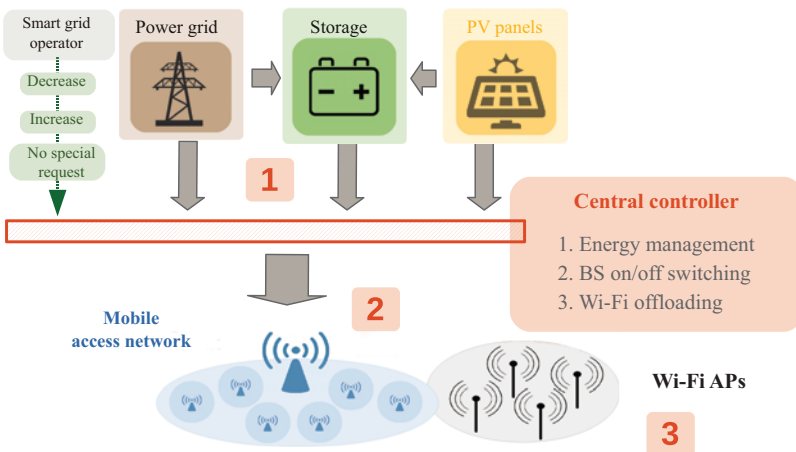 Smart grid
operator
Decrease
Increase
No special
request
Power grid
Storage
PV panels
1
Central controller
1. Energy management
2. BS on/off switching
3. Wi-Fi offloading
2
Mobile
access network
Wi-Fi APs
3